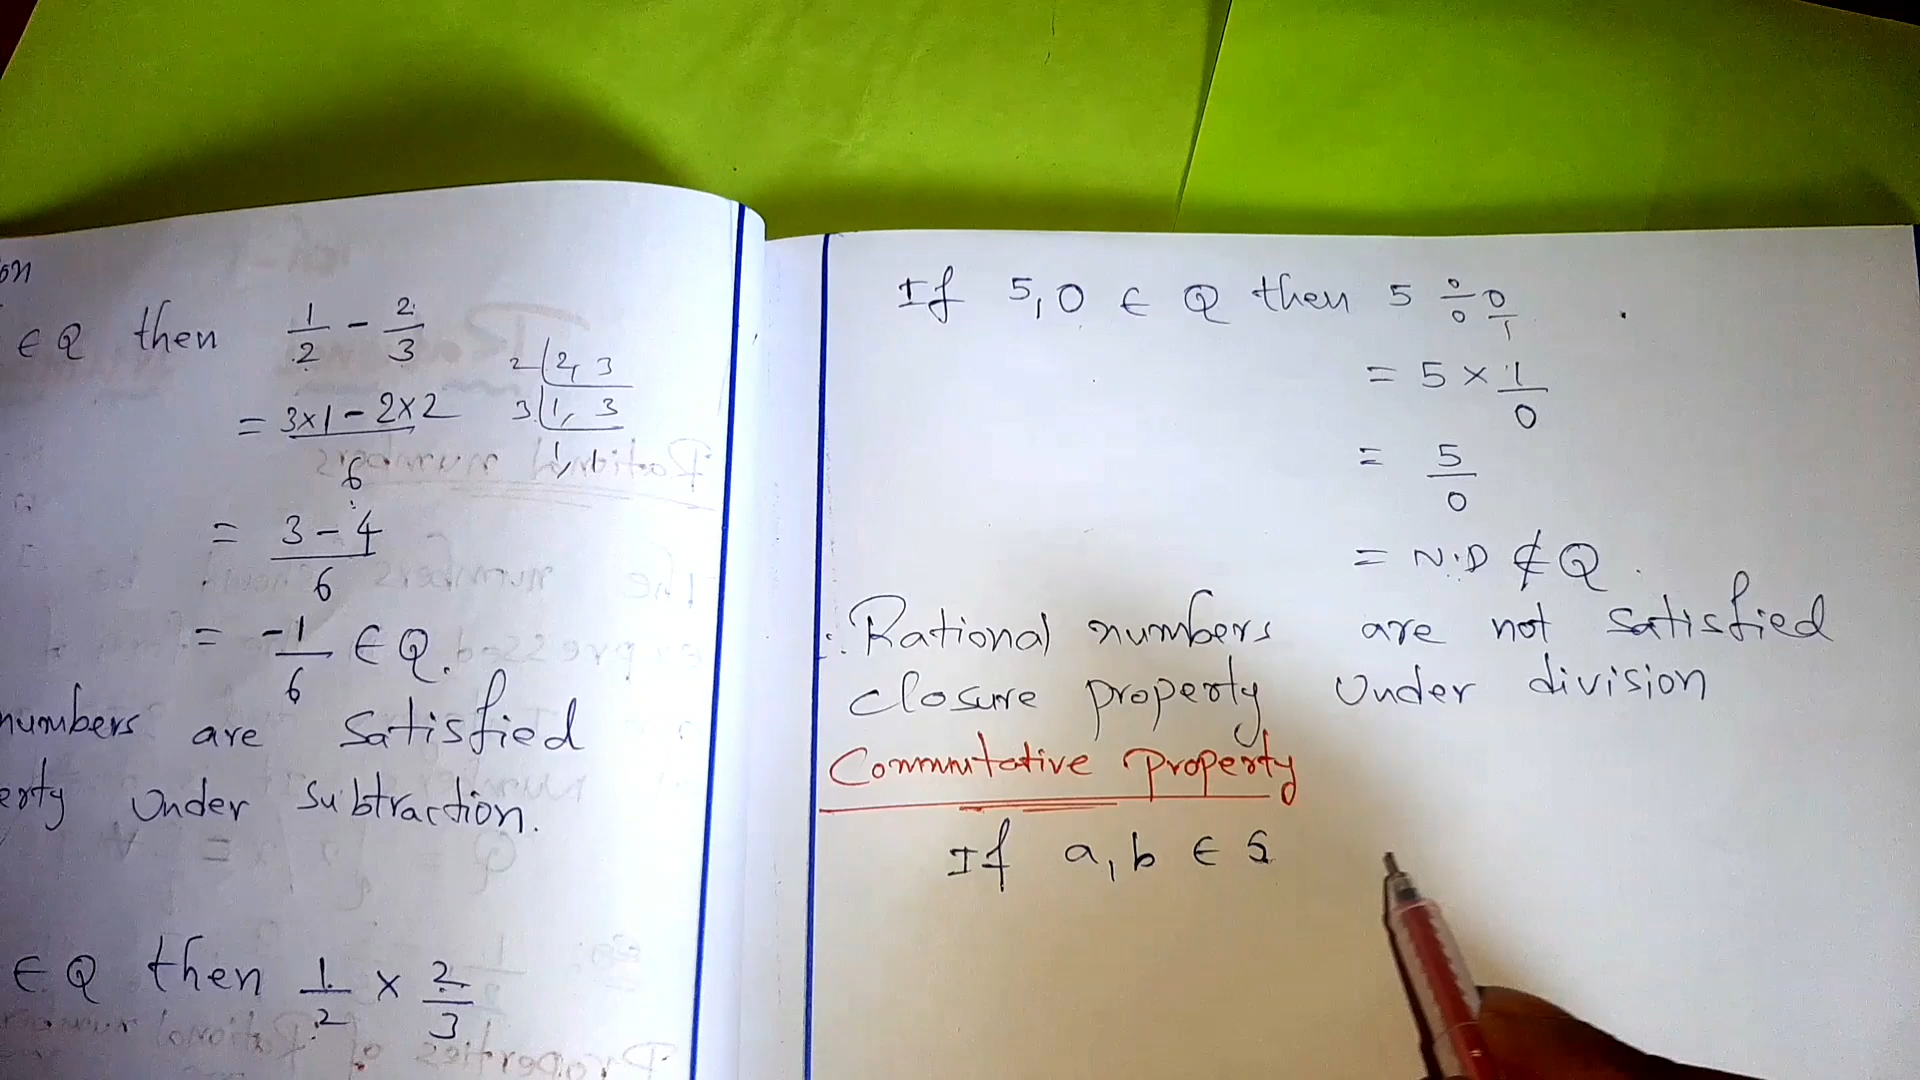 on
∈ Q then 1/2 - 2/3
2 | 2, 3
= 3×1 - 2×2 / 6
3 | 1, 3
1, 1
= 3 - 4 / 6
= -1/6 ∈ Q.
numbers are satisfied
erty under subtraction.
∈ Q then 1/2 × 2/3
If 5, 0 ∈ Q then 5 ÷ 0/1
= 5 × 1/0
= 5/0
= N.D ∉ Q.
∴ Rational numbers are not satisfied
closure property under division
Commutative Property
If a, b ∈ S